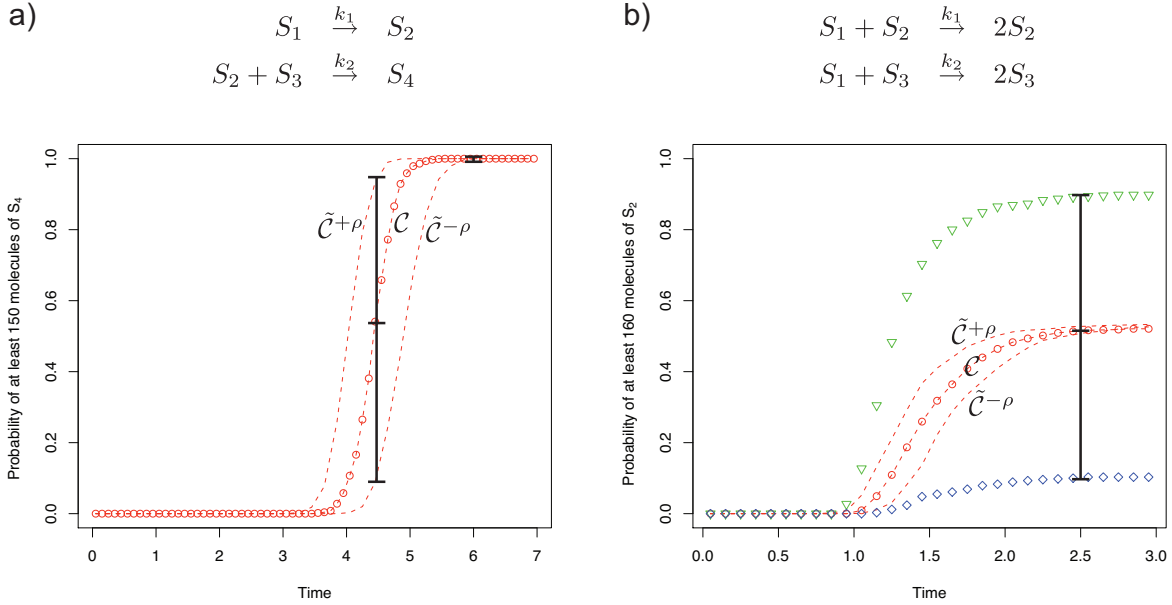 a)
S₁ →ᵏ¹ S₂
S₂ + S₃ →ᵏ² S₄
Probability of at least 150 molecules of S₄
1.0
0.8
0.6
0.4
0.2
0.0
C̃⁺ᵖ
C
C̃⁻ᵖ
0 1 2 3 4 5 6 7
Time
b)
S₁ + S₂ →ᵏ¹ 2S₂
S₁ + S₃ →ᵏ² 2S₃
Probability of at least 160 molecules of S₂
1.0
0.8
0.6
0.4
0.2
0.0
C̃⁺ᵖ
C
C̃⁻ᵖ
0.0 0.5 1.0 1.5 2.0 2.5 3.0
Time